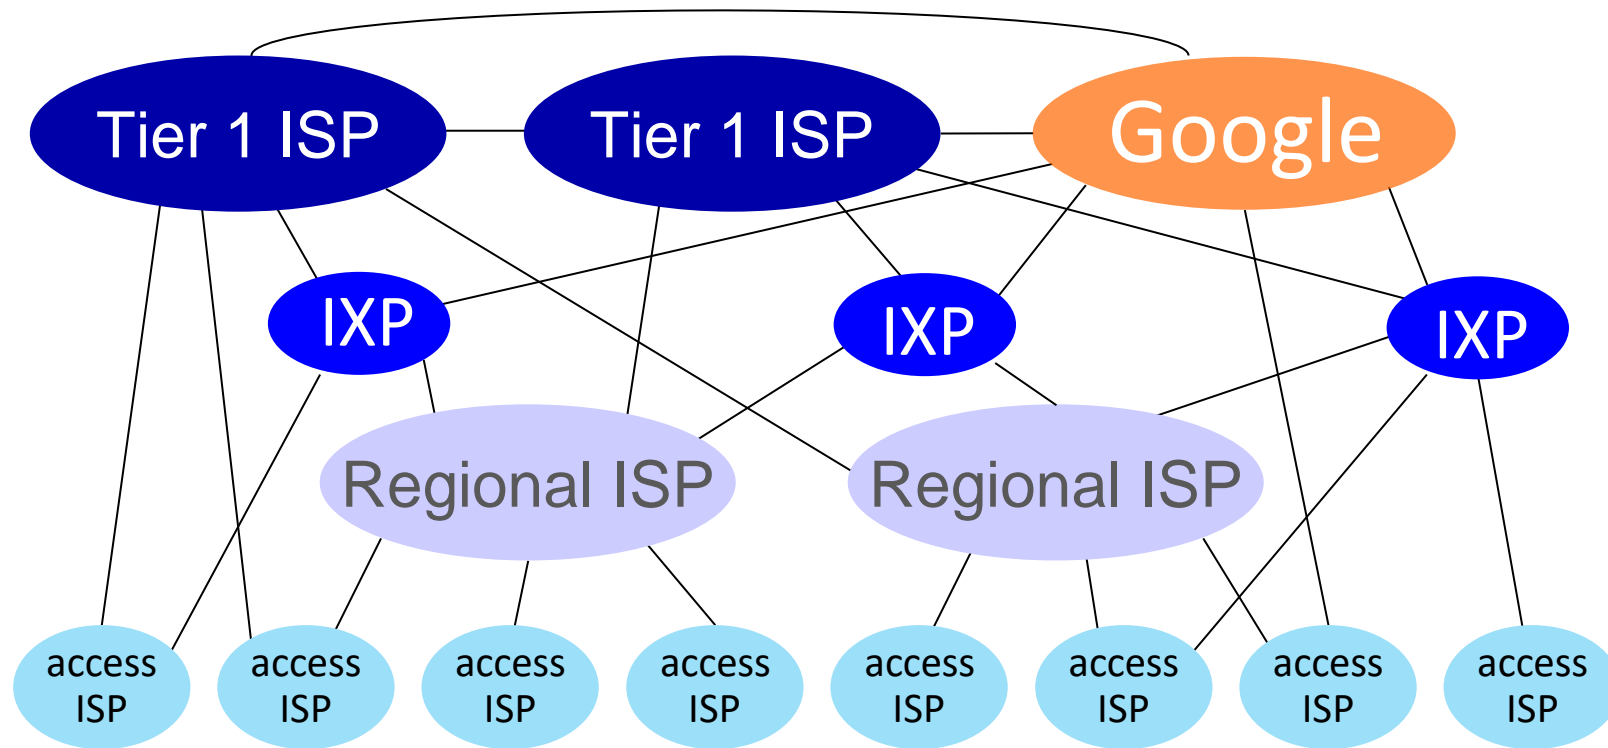 Tier 1 ISP
Tier 1 ISP
Google
IXP
IXP
IXP
Regional ISP
Regional ISP
access
ISP
access
ISP
access
ISP
access
ISP
access
ISP
access
ISP
access
ISP
access
ISP